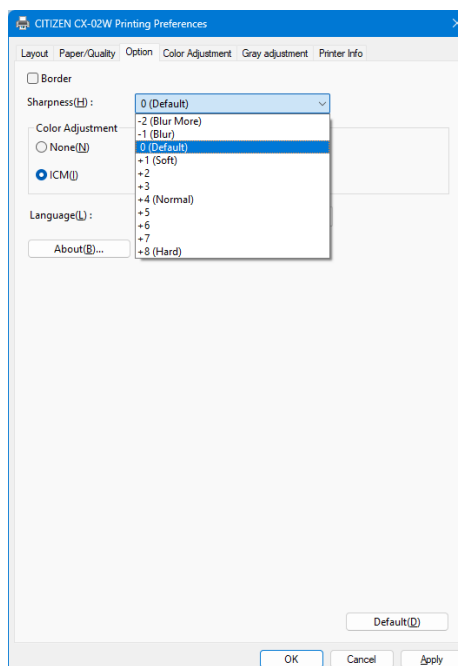 CITIZEN CX-02W Printing Preferences
Layout Paper/Quality Option Color Adjustment Gray adjustment Printer Info
Border
Sharpness(H) : 0 (Default)
-2 (Blur More)
-1 (Blur)
0 (Default)
+1 (Soft)
+2
+3
+4 (Normal)
+5
+6
+7
+8 (Hard)
Color Adjustment
None(N)
ICM(I)
Language(L) :
About(B)...
Default(D)
OK Cancel Apply